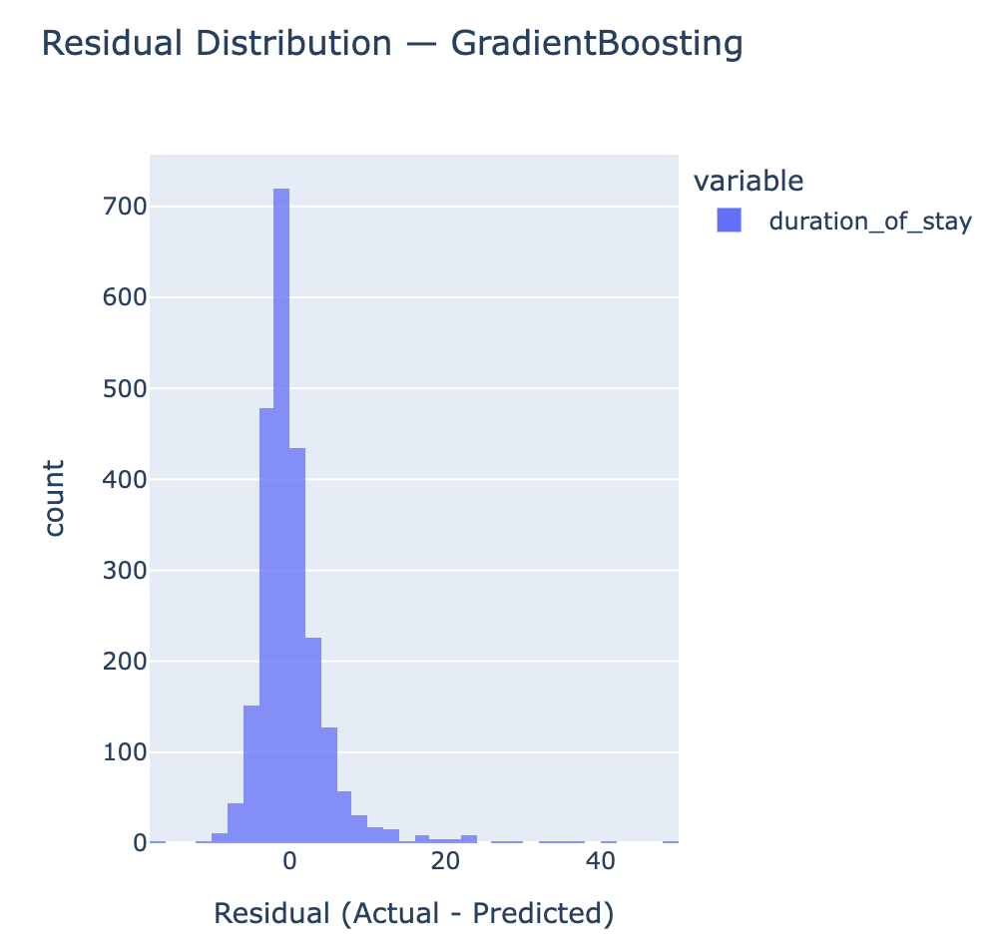 Residual Distribution — GradientBoosting
variable
duration_of_stay
700
600
500
400
300
200
100
0
count
0 20 40
Residual (Actual - Predicted)